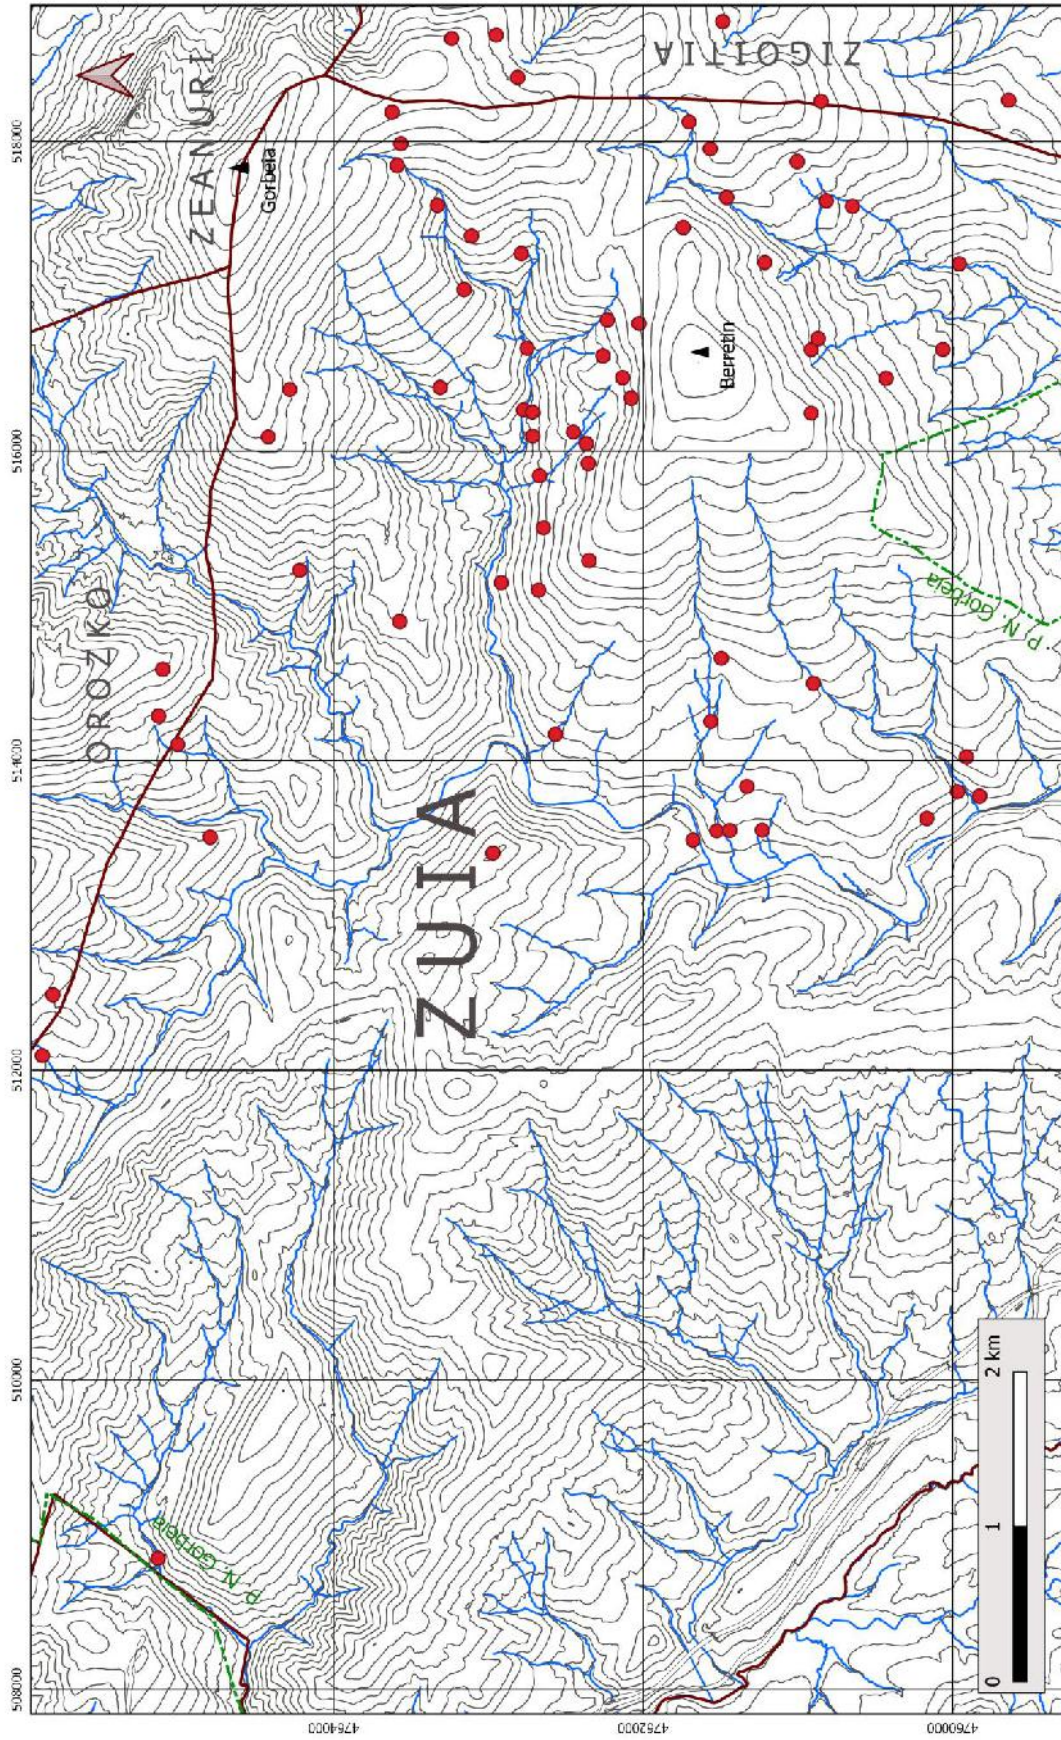 508000
510000
512000
514000
516000
518000
OROZKO
ZEANURI
Gorbeia
P. N. Gorbeia
4764000
ZUIA
4762000
ZIGOITIA
Berretin
P. N. Gorbeia
4760000
0 1 2 km